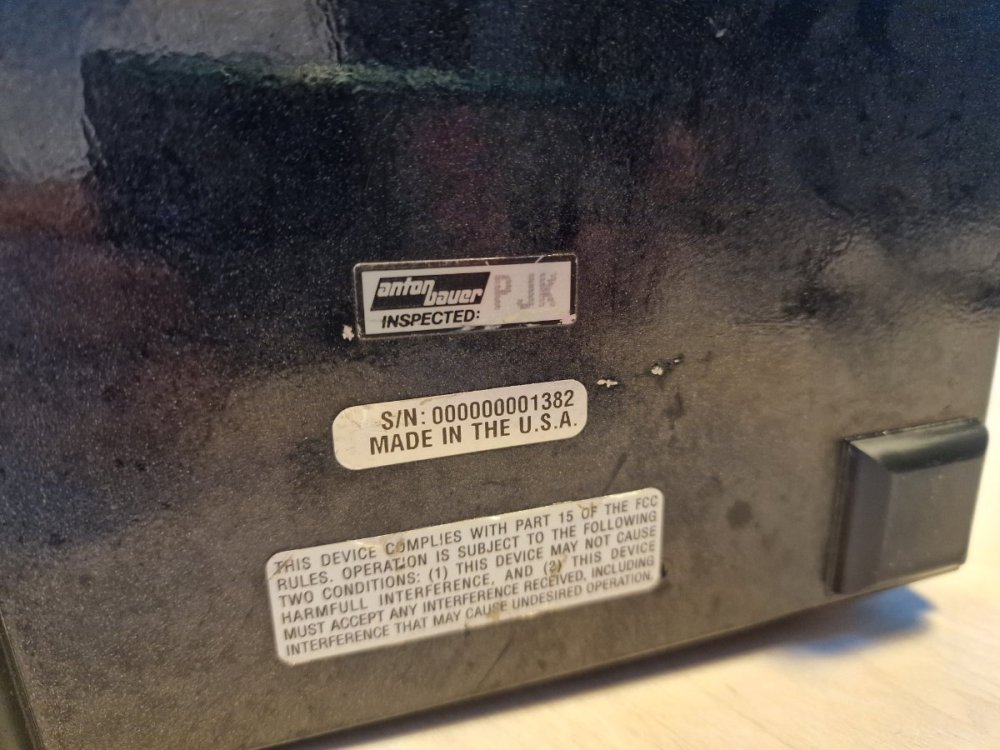 anton
bauer PJK
INSPECTED:
S/N: 000000001382
MADE IN THE U.S.A.
THIS DEVICE COMPLIES WITH PART 15 OF THE FCC
RULES. OPERATION IS SUBJECT TO THE FOLLOWING
TWO CONDITIONS: (1) THIS DEVICE MAY NOT CAUSE
HARMFULL INTERFERENCE, AND (2) THIS DEVICE
MUST ACCEPT ANY INTERFERENCE RECEIVED, INCLUDING
INTERFERENCE THAT MAY CAUSE UNDESIRED OPERATION.